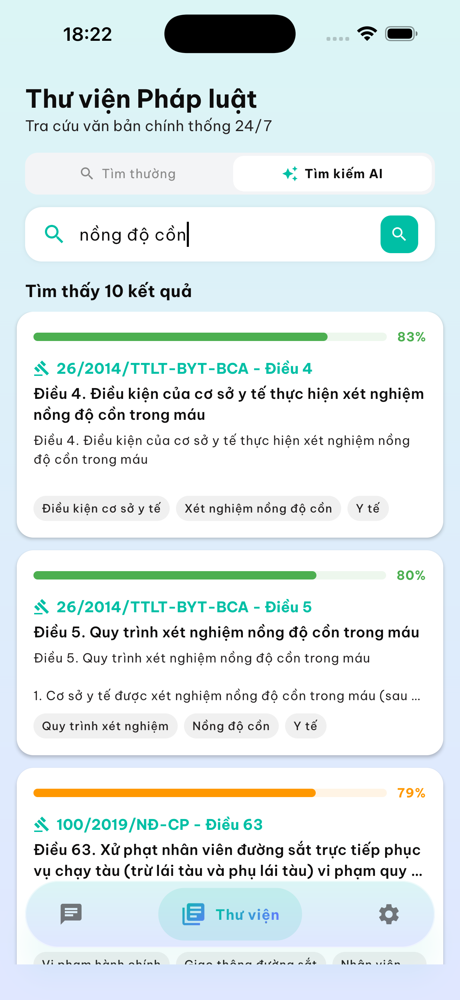 18:22
Thư viện Pháp luật
Tra cứu văn bản chính thống 24/7
Tìm thường
Tìm kiếm AI
nồng độ cồn
Tìm thấy 10 kết quả
83%
26/2014/TTLT-BYT-BCA - Điều 4
Điều 4. Điều kiện của cơ sở y tế thực hiện xét nghiệm
nồng độ cồn trong máu
Điều 4. Điều kiện của cơ sở y tế thực hiện xét nghiệm nồng
độ cồn trong máu
Điều kiện cơ sở y tế
Xét nghiệm nồng độ cồn
Y tế
80%
26/2014/TTLT-BYT-BCA - Điều 5
Điều 5. Quy trình xét nghiệm nồng độ cồn trong máu
Điều 5. Quy trình xét nghiệm nồng độ cồn trong máu
1. Cơ sở y tế được xét nghiệm nồng độ cồn trong máu (sau ...
Quy trình xét nghiệm
Nồng độ cồn
Y tế
79%
100/2019/NĐ-CP - Điều 63
Điều 63. Xử phạt nhân viên đường sắt trực tiếp phục
vụ chạy tàu (trừ lái tàu và phụ lái tàu) vi phạm quy ...
Thư viện
Vi phạm hành chính
Giao thông đường sắt
Nhân viên